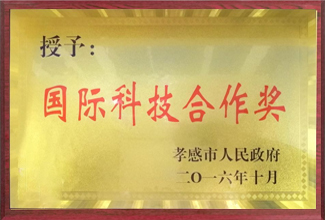 授予：
国际科技合作奖
孝感市人民政府
二〇一六年十月